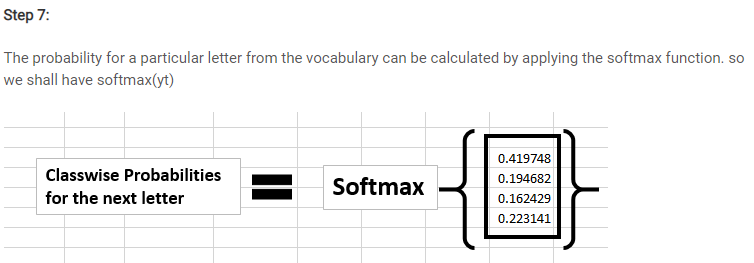 Step 7:
The probability for a particular letter from the vocabulary can be calculated by applying the softmax function. so
we shall have softmax(yt)
Classwise Probabilities
for the next letter
=
Softmax
0.419748
0.194682
0.162429
0.223141